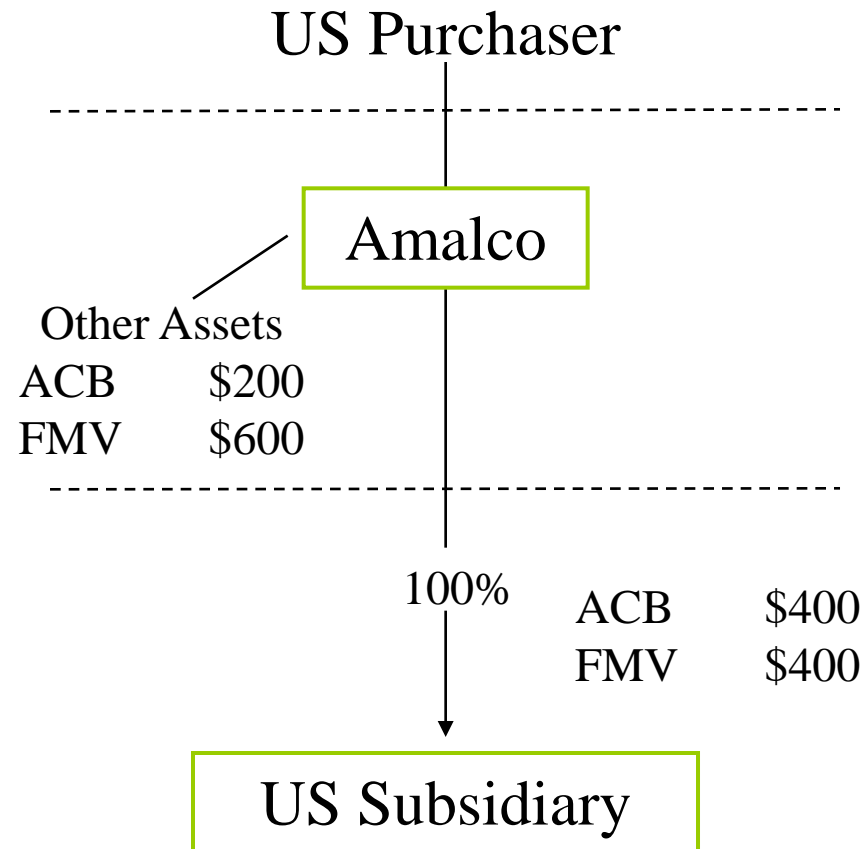 US Purchaser
Amalco
Other Assets
ACB $200
FMV $600
100%
ACB $400
FMV $400
US Subsidiary